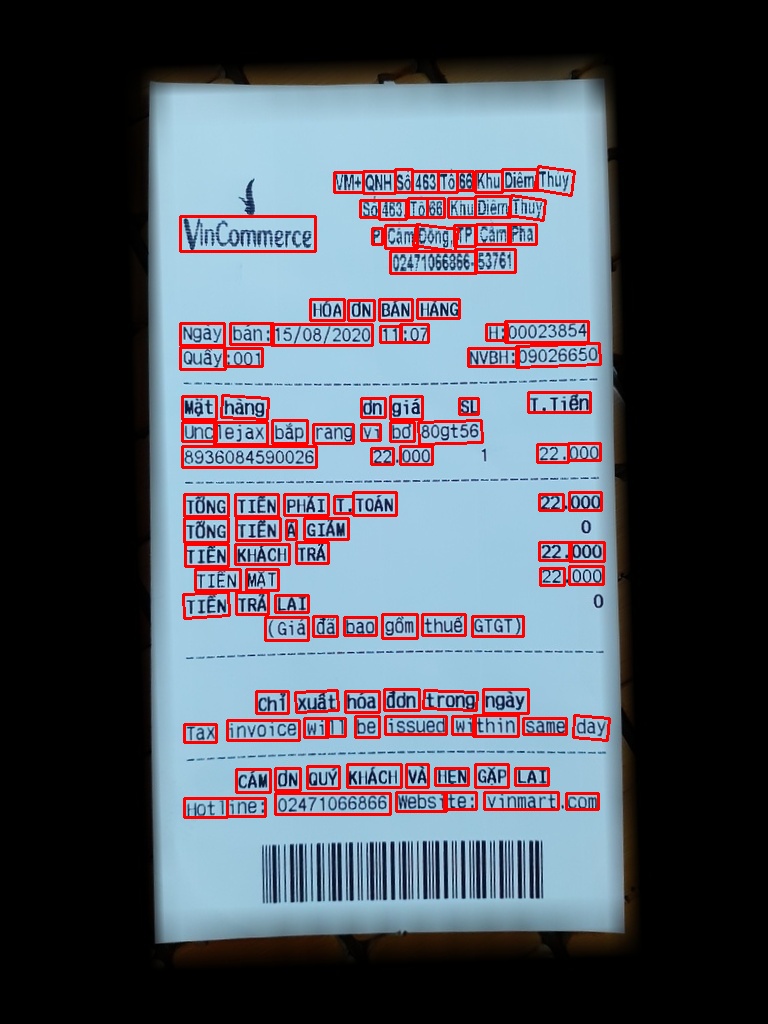 VM+ QNH Số 463 Tổ 66 Khu Diêm Thuỷ
Số 463 Tổ 66 Khu Diêm Thuỷ
VinCommerce
P. Cẩm Đông, TP. Cẩm Phả
02471066866-53761
HÓA ĐƠN BÁN HÀNG
Ngày bán:15/08/2020 11:07 H:00023854
Quầy:001 NVBH:09026650
Mặt hàng Đơn giá SL T.Tiền
Unclejax bắp rang vị bơ 80gt56
8936084590026 22.000 1 22.000
TỔNG TIỀN PHẢI T.TOÁN 22.000
TỔNG TIỀN ĐÃ GIẢM 0
TIỀN KHÁCH TRẢ 22.000
TIỀN MẶT 22.000
TIỀN TRẢ LẠI 0
(Giá đã bao gồm thuế GTGT)
Chỉ xuất hóa đơn trong ngày
Tax invoice will be issued within same day
CẢM ƠN QUÝ KHÁCH VÀ HẸN GẶP LẠI
Hotline: 02471066866 Website: vinmart.com